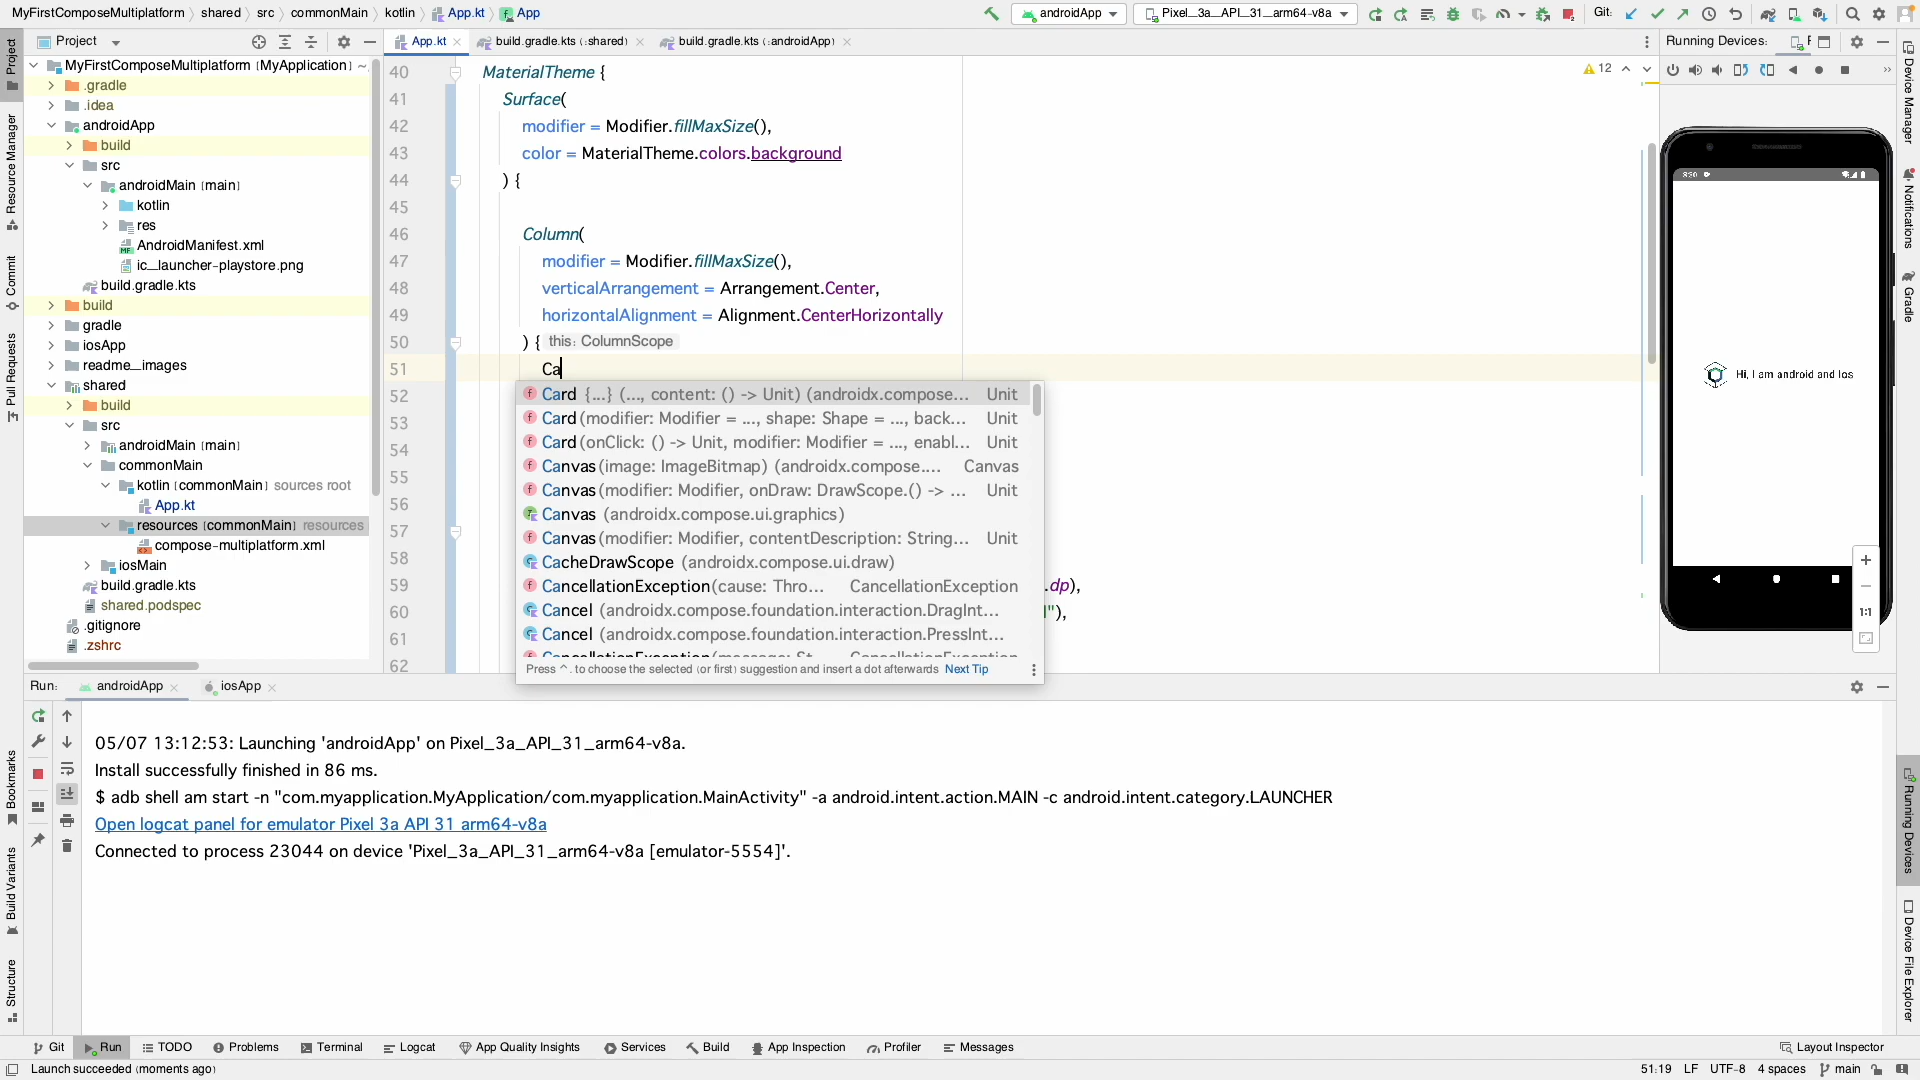 MyFirstComposeMultiplatform shared src commonMain kotlin App.kt App
androidApp Pixel_3a_API_31_arm64-v8a Git:
Project
App.kt build.gradle.kts (:shared) build.gradle.kts (:androidApp)
Running Devices:
MyFirstComposeMultiplatform [MyApplication] ~
.gradle
.idea
androidApp
build
src
androidMain [main]
kotlin
res
AndroidManifest.xml
ic_launcher-playstore.png
build.gradle.kts
build
gradle
iosApp
readme_images
shared
build
src
androidMain [main]
commonMain
kotlin [commonMain] sources root
App.kt
resources [commonMain] resources
compose-multiplatform.xml
iosMain
build.gradle.kts
shared.podspec
.gitignore
.zshrc
12
40 MaterialTheme {
41 Surface(
42 modifier = Modifier.fillMaxSize(),
43 color = MaterialTheme.colors.background
44 ) {
45
46 Column(
47 modifier = Modifier.fillMaxSize(),
48 verticalArrangement = Arrangement.Center,
49 horizontalAlignment = Alignment.CenterHorizontally
50 ) { this: ColumnScope
51 Ca
52
53
54
55
56
57
58
59 .dp),
60 "),
61
62
Card {...} (..., content: () -> Unit) (androidx.compose... Unit
Card(modifier: Modifier = ..., shape: Shape = ..., back... Unit
Card(onClick: () -> Unit, modifier: Modifier = ..., enabl... Unit
Canvas(image: ImageBitmap) (androidx.compose.... Canvas
Canvas(modifier: Modifier, onDraw: DrawScope.() -> ... Unit
Canvas (androidx.compose.ui.graphics)
Canvas(modifier: Modifier, contentDescription: String... Unit
CacheDrawScope (androidx.compose.ui.draw)
CancellationException(cause: Thro... CancellationException
Cancel (androidx.compose.foundation.interaction.DragInt...
Cancel (androidx.compose.foundation.interaction.PressInt...
CancellationException(message: St... CancellationException
Press ^. to choose the selected (or first) suggestion and insert a dot afterwards Next Tip
8:30
Hi, I am android and Ios
1:1
Project
Resource Manager
Commit
Pull Requests
Bookmarks
Build Variants
Structure
Device Manager
Notifications
Gradle
Running Devices
Device File Explorer
Run: androidApp iosApp
05/07 13:12:53: Launching 'androidApp' on Pixel_3a_API_31_arm64-v8a.
Install successfully finished in 86 ms.
$ adb shell am start -n "com.myapplication.MyApplication/com.myapplication.MainActivity" -a android.intent.action.MAIN -c android.intent.category.LAUNCHER
Open logcat panel for emulator Pixel 3a API 31 arm64-v8a
Connected to process 23044 on device 'Pixel_3a_API_31_arm64-v8a [emulator-5554]'.
Git Run TODO Problems Terminal Logcat App Quality Insights Services Build App Inspection Profiler Messages Layout Inspector
Launch succeeded (moments ago) 51:19 LF UTF-8 4 spaces main